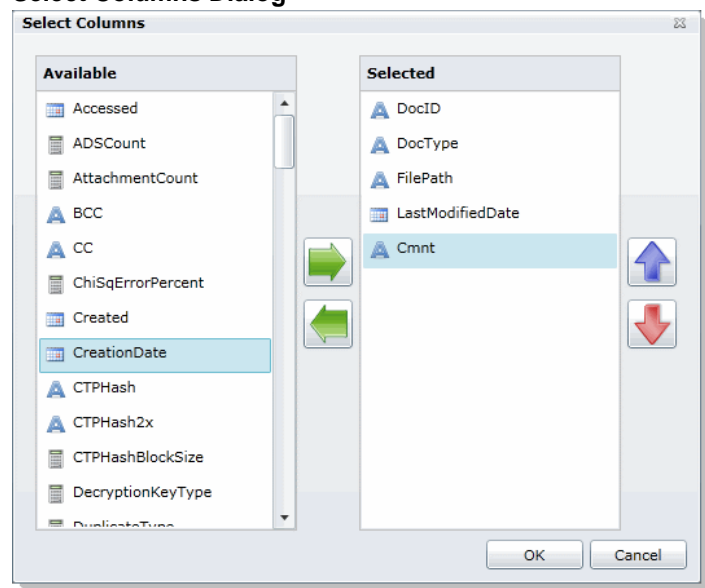 Select Columns Dialog
Select Columns
Available
Accessed
ADSCount
AttachmentCount
BCC
CC
ChiSqErrorPercent
Created
CreationDate
CTPHash
CTPHash2x
CTPHashBlockSize
DecryptionKeyType
DuplicateType
Selected
DocID
DocType
FilePath
LastModifiedDate
Cmnt
OK
Cancel